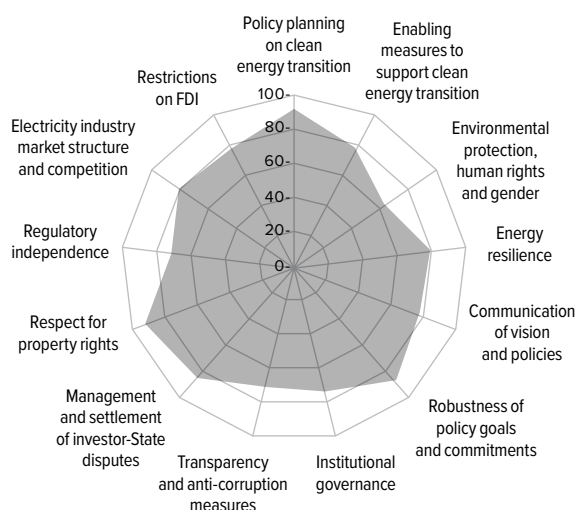 Policy planning
on clean
energy transition
Enabling
measures to
support clean
energy transition
Environmental
protection,
human rights
and gender
Energy
resilience
Communication
of vision
and policies
Robustness of
policy goals
and commitments
Institutional
governance
Transparency
and anti-corruption
measures
Management
and settlement
of investor-State
disputes
Respect for
property rights
Regulatory
independence
Electricity industry
market structure
and competition
Restrictions
on FDI
100-
80-
60-
40-
20-
0-